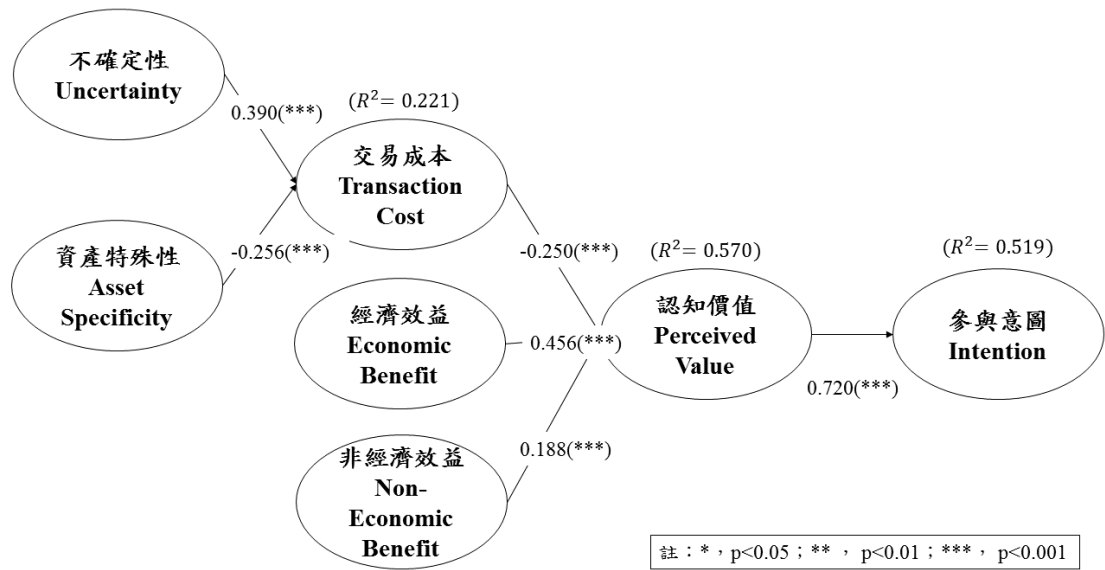 不確定性
Uncertainty
0.390(***)
(R²= 0.221)
交易成本
Transaction
Cost
資產特殊性
Asset
Specificity
-0.256(***)
-0.250(***)
經濟效益
Economic
Benefit
0.456(***)
(R²= 0.570)
認知價值
Perceived
Value
0.720(***)
(R²= 0.519)
參與意圖
Intention
非經濟效益
Non-
Economic
Benefit
0.188(***)
註：*，p<0.05；**， p<0.01；***， p<0.001